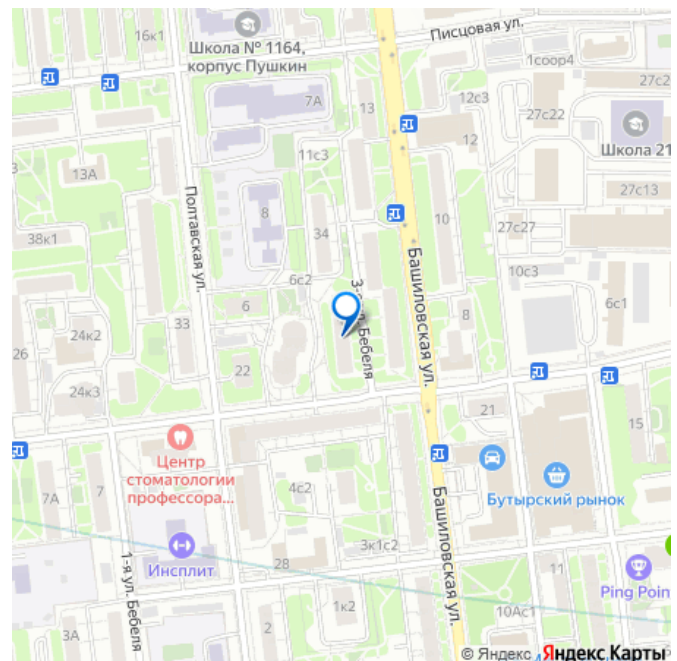 16к1
Школа № 1164,
корпус Пушкин
Писцовая ул.
1соор4
27с2
12с3
7А
13
27с22
12
Школа 21
11с3
13А
Полтавская ул.
8
10
27с13
34
27с27
38к1
Башиловская ул.
10с3
6с2
6с1
6
8
33
24к2
26
22
24к3
21
15
Центр
стоматологии
профессора...
Бутырский рынок
4с2
7А
7
Башиловская ул.
3к1с2
Инсплит
28
1-я ул. Бебеля
11
Ping Poin
1к2
10Ас1
2
3А
© Яндекс
Яндекс Карты